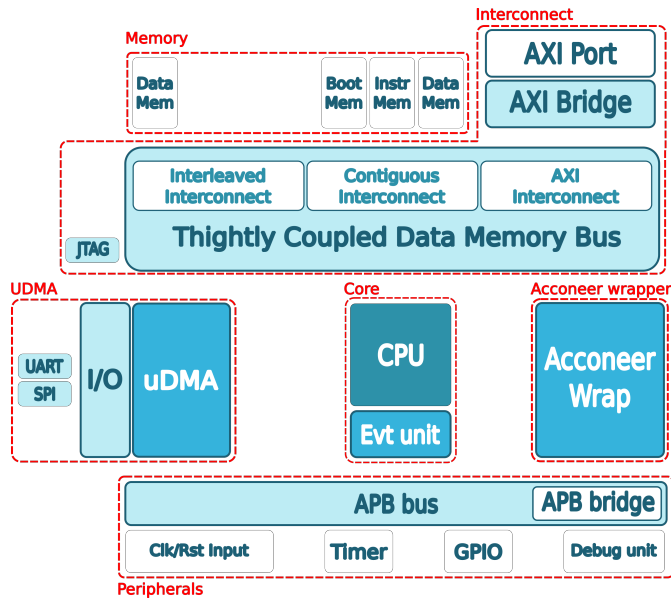 Interconnect
Memory
AXI Port
Data
Mem
Boot
Mem
Instr
Mem
Data
Mem
AXI Bridge
Interleaved
Interconnect
Contiguous
Interconnect
AXI
Interconnect
Thightly Coupled Data Memory Bus
JTAG
UDMA
Core
Acconeer wrapper
UART
SPI
I/O
uDMA
CPU
Evt unit
Acconeer
Wrap
APB bus
APB bridge
Clk/Rst input
Timer
GPIO
Debug unit
Peripherals